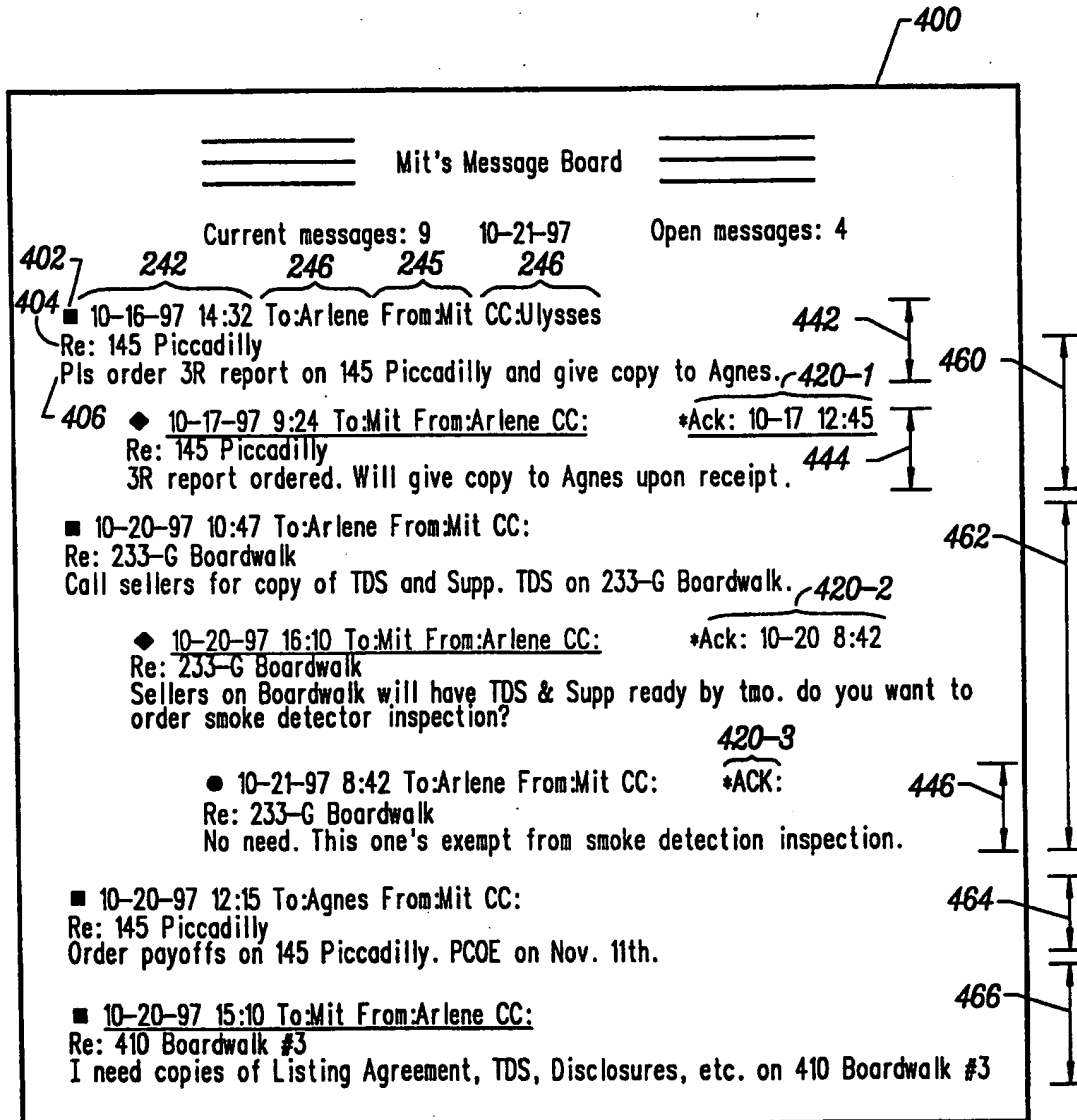 400
Mit's Message Board
Current messages: 9 10-21-97 Open messages: 4
402 242 246 245 246
404 ■ 10-16-97 14:32 To:Arlene From:Mit CC:Ulysses 442
Re: 145 Piccadilly 460
Pls order 3R report on 145 Piccadilly and give copy to Agnes. 420-1
406 ◆ 10-17-97 9:24 To:Mit From:Arlene CC: *Ack: 10-17 12:45
Re: 145 Piccadilly 444
3R report ordered. Will give copy to Agnes upon receipt.
■ 10-20-97 10:47 To:Arlene From:Mit CC: 462
Re: 233-G Boardwalk
Call sellers for copy of TDS and Supp. TDS on 233-G Boardwalk. 420-2
◆ 10-20-97 16:10 To:Mit From:Arlene CC: *Ack: 10-20 8:42
Re: 233-G Boardwalk
Sellers on Boardwalk will have TDS & Supp ready by tmo. do you want to
order smoke detector inspection?
420-3
● 10-21-97 8:42 To:Arlene From:Mit CC: *ACK: 446
Re: 233-G Boardwalk
No need. This one's exempt from smoke detection inspection.
■ 10-20-97 12:15 To:Agnes From:Mit CC: 464
Re: 145 Piccadilly
Order payoffs on 145 Piccadilly. PCOE on Nov. 11th.
■ 10-20-97 15:10 To:Mit From:Arlene CC: 466
Re: 410 Boardwalk #3
I need copies of Listing Agreement, TDS, Disclosures, etc. on 410 Boardwalk #3